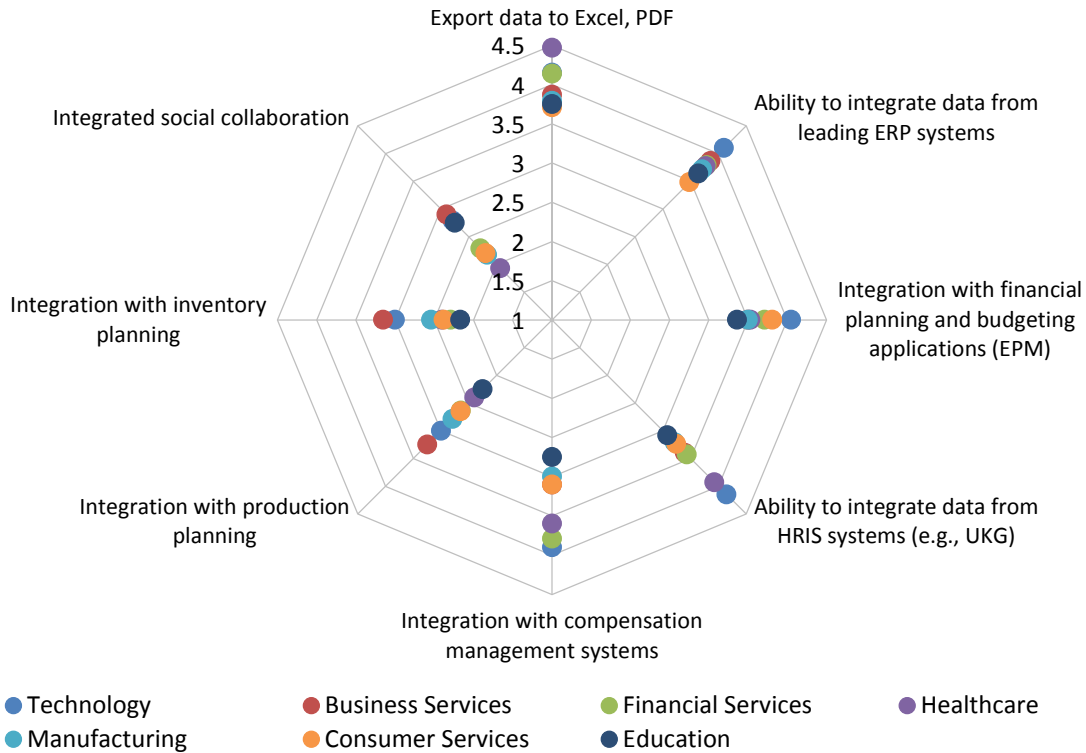 Export data to Excel, PDF
4.5
4
3.5
3
2.5
2
1.5
1
Ability to integrate data from
leading ERP systems
Integration with financial
planning and budgeting
applications (EPM)
Ability to integrate data from
HRIS systems (e.g., UKG)
Integration with compensation
management systems
Integration with production
planning
Integration with inventory
planning
Integrated social collaboration
Technology
Business Services
Financial Services
Healthcare
Manufacturing
Consumer Services
Education